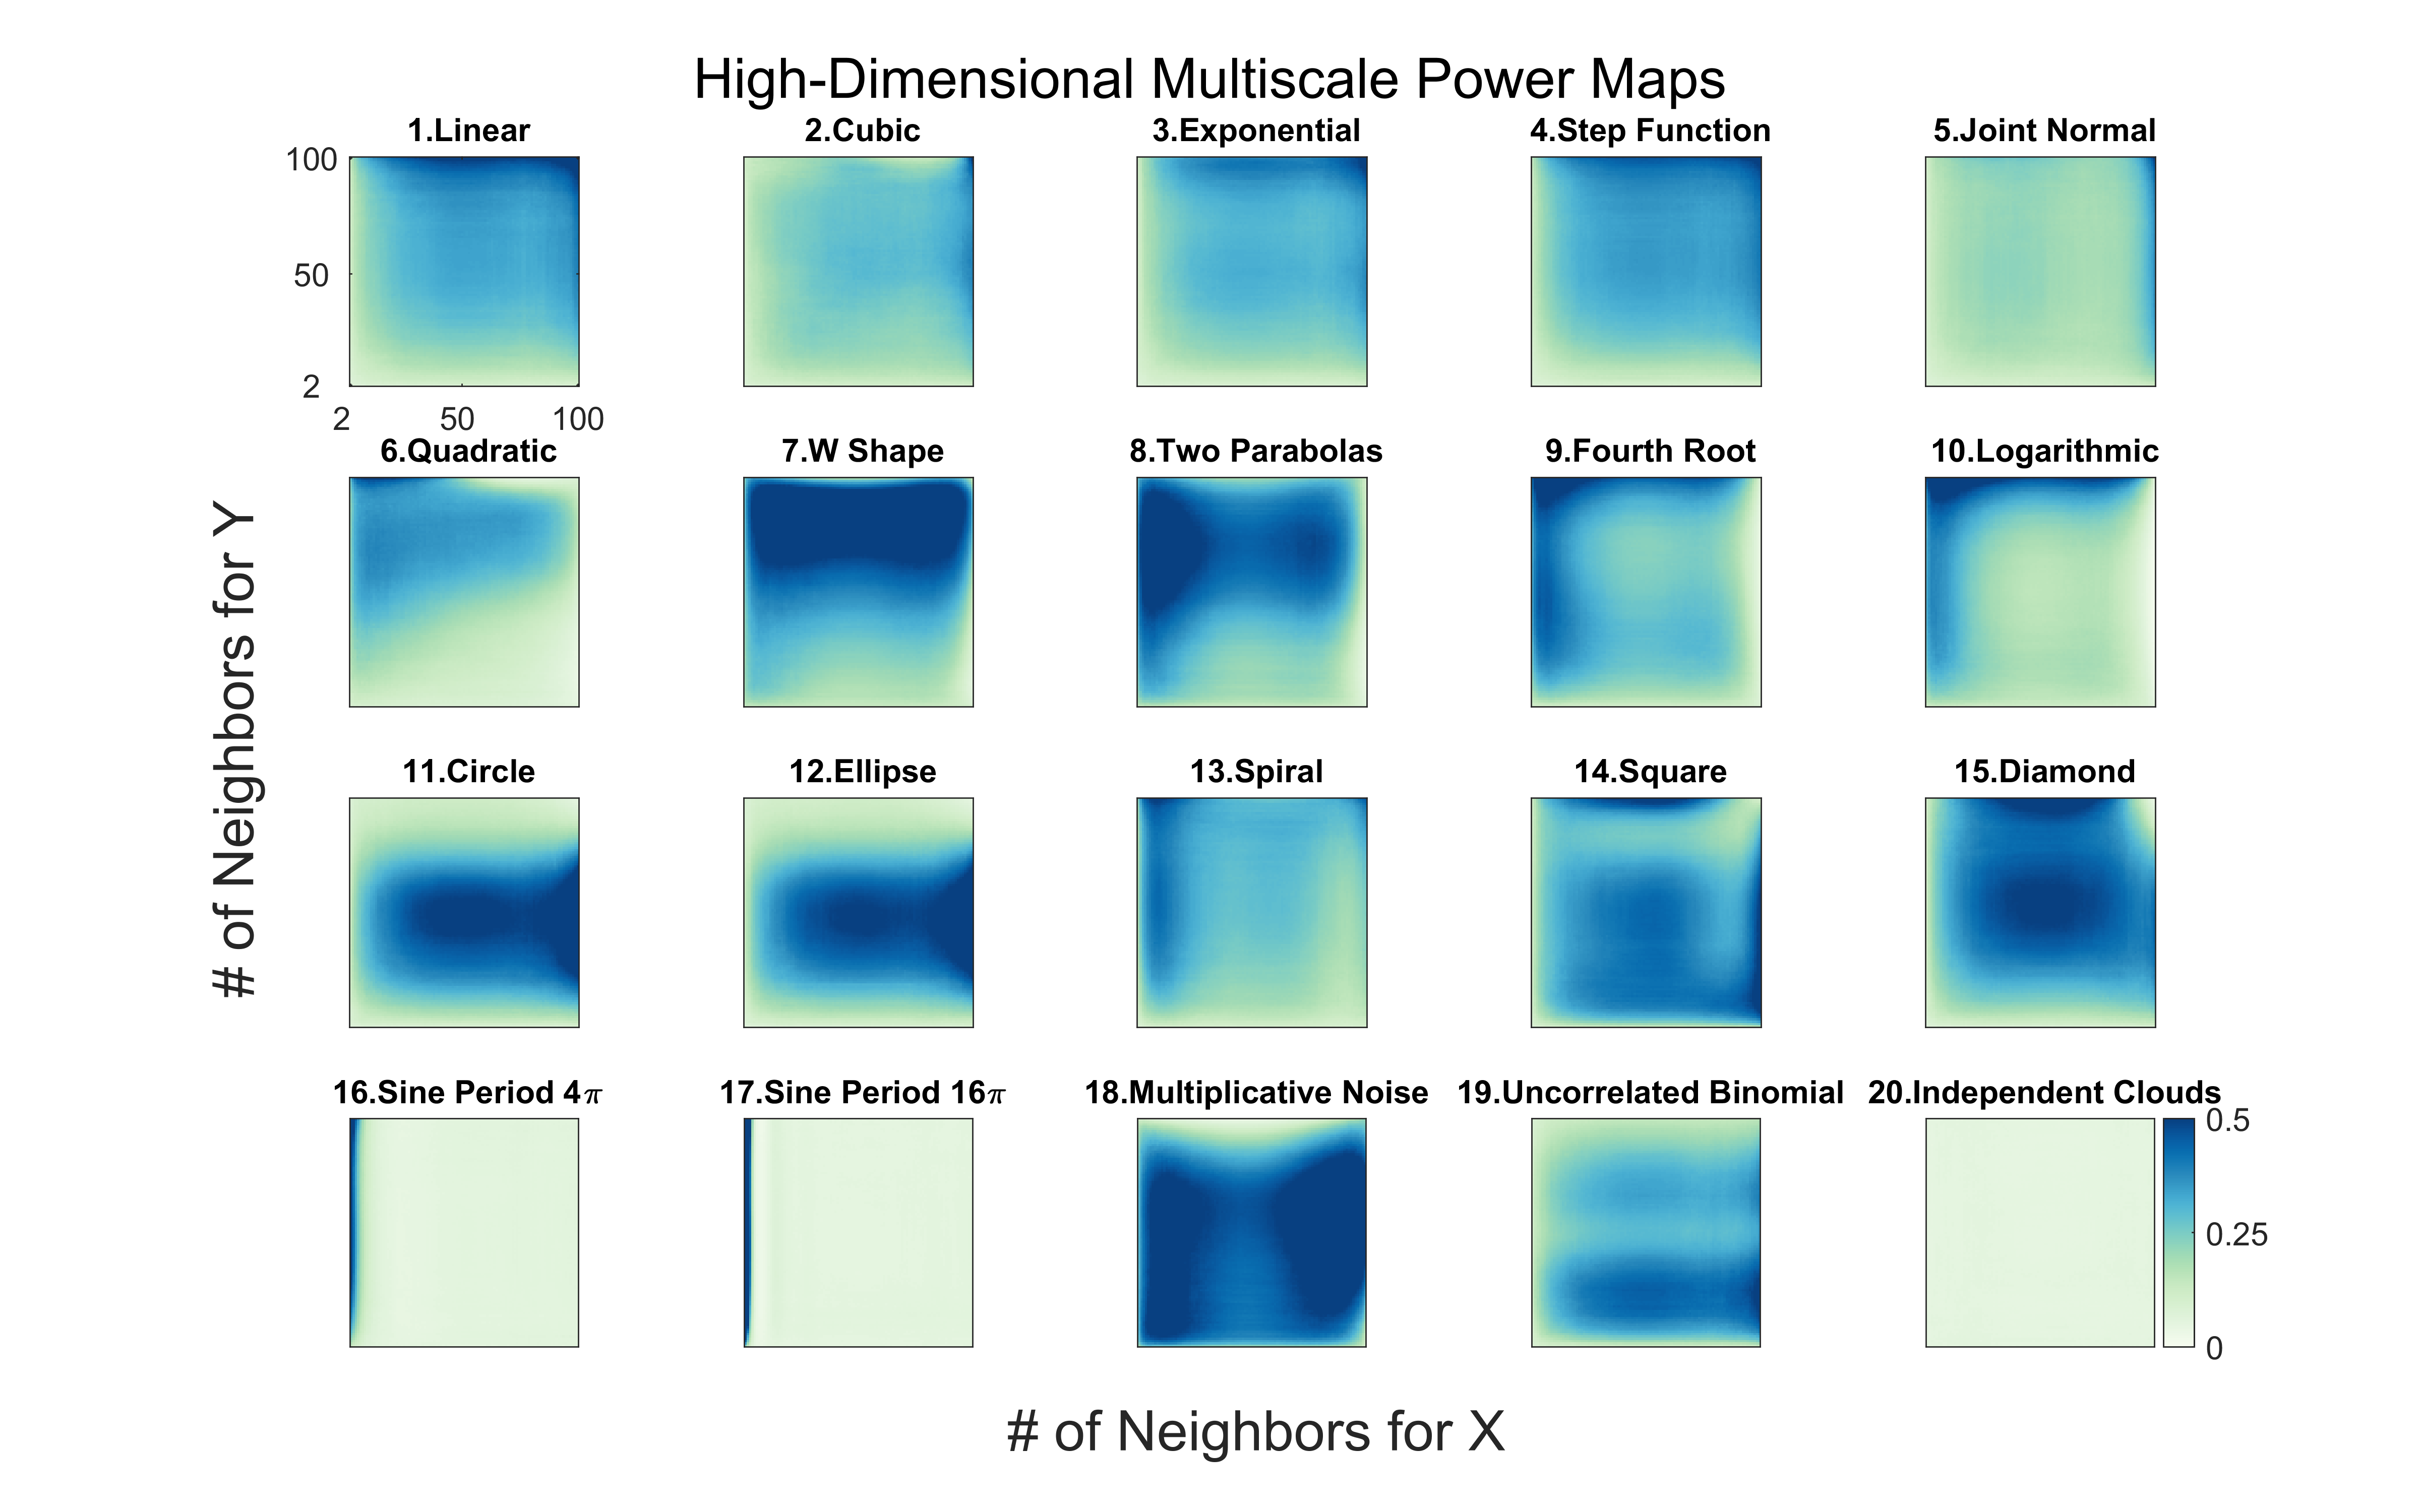 High-Dimensional Multiscale Power Maps
1.Linear
2.Cubic
3.Exponential
4.Step Function
5.Joint Normal
100
50
2
2
50
100
6.Quadratic
7.W Shape
8.Two Parabolas
9.Fourth Root
10.Logarithmic
# of Neighbors for Y
11.Circle
12.Ellipse
13.Spiral
14.Square
15.Diamond
16.Sine Period 4π
17.Sine Period 16π
18.Multiplicative Noise
19.Uncorrelated Binomial
20.Independent Clouds
0.5
0.25
0
# of Neighbors for X